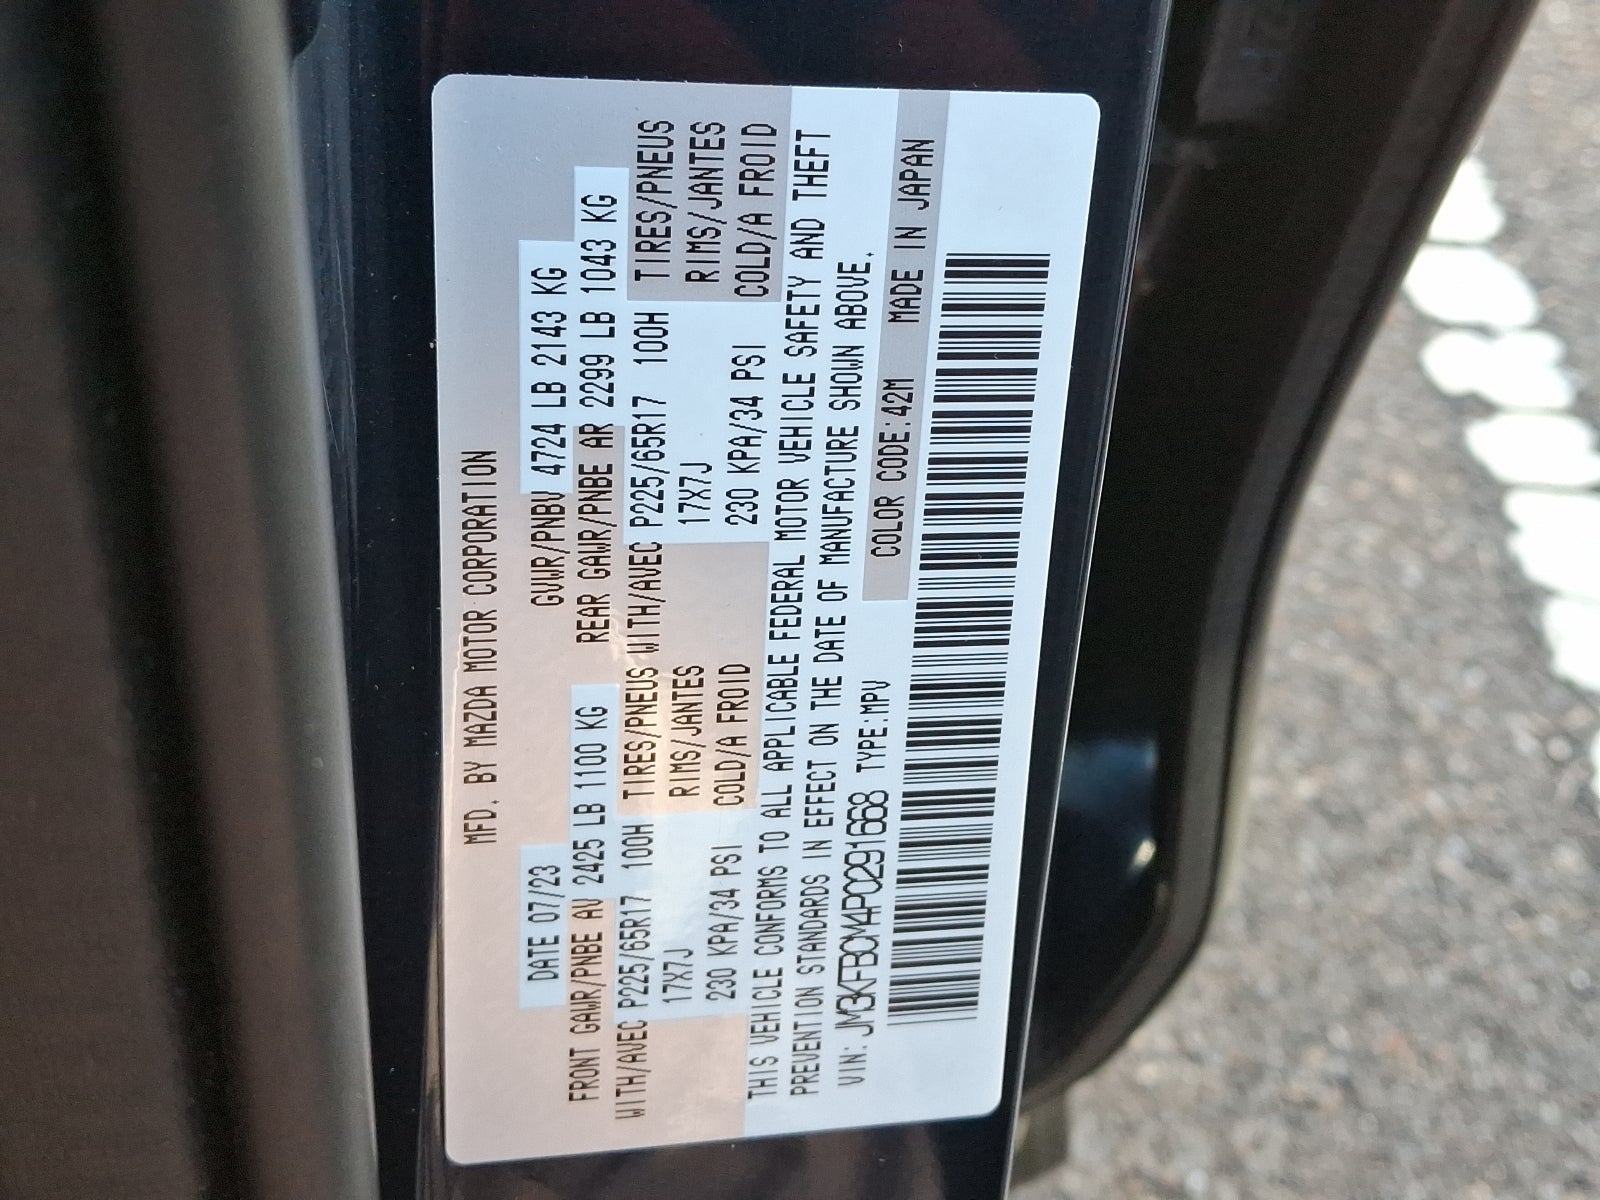 MFD. BY MAZDA MOTOR CORPORATION
DATE 07/23 GVWR/PNBV 4724 LB 2143 KG
FRONT GAWR/PNBE AV 2425 LB 1100 KG REAR GAWR/PNBE AR 2299 LB 1043 KG
WITH/AVEC P225/65R17 100H TIRES/PNEUS WITH/AVEC P225/65R17 100H TIRES/PNEUS
17X7J RIMS/JANTES 17X7J RIMS/JANTES
230 KPA/34 PSI COLD/A FROID 230 KPA/34 PSI COLD/A FROID
THIS VEHICLE CONFORMS TO ALL APPLICABLE FEDERAL MOTOR VEHICLE SAFETY AND THEFT
PREVENTION STANDARDS IN EFFECT ON THE DATE OF MANUFACTURE SHOWN ABOVE.
VIN: JM3KFBCM4P0291668 TYPE:MPV COLOR CODE:42M MADE IN JAPAN